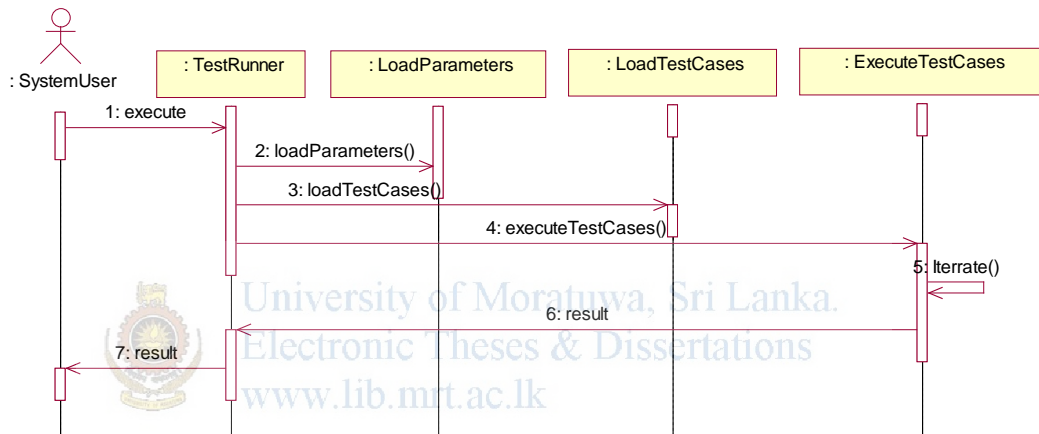 : SystemUser
: TestRunner
: LoadParameters
: LoadTestCases
: ExecuteTestCases
1: execute
2: loadParameters()
3: loadTestCases()
4: executeTestCases()
5: Iterrate()
6: result
7: result
University of Moratuwa, Sri Lanka.
Electronic Theses & Dissertations
www.lib.mrt.ac.lk